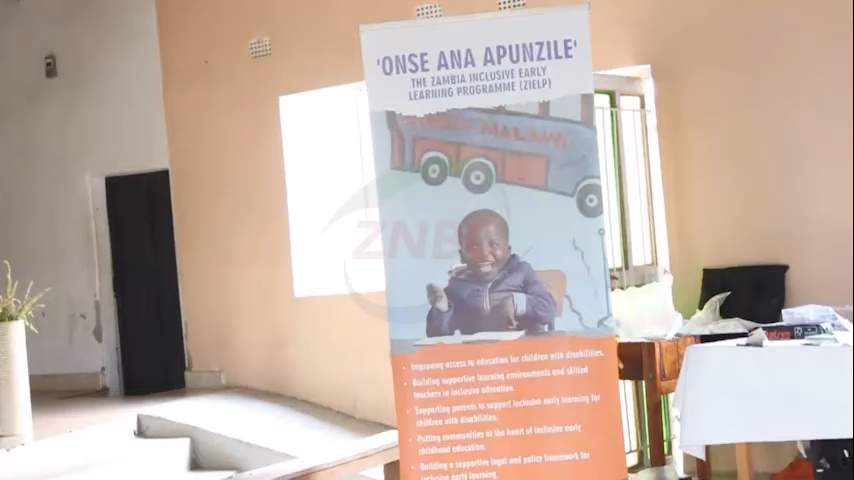 'ONSE ANA APUNZILE'
THE ZAMBIA INCLUSIVE EARLY
LEARNING PROGRAMME (ZIELP)
MALAWI
ZNBC
• Improving access to education for children with disabilities.
• Building supportive learning environments and skilled
teachers in inclusive education.
• Supporting parents to support inclusive early learning for
children with disabilities.
• Putting communities at the heart of inclusive early
childhood education.
• Building a supportive legal and policy framework for
inclusive early learning.